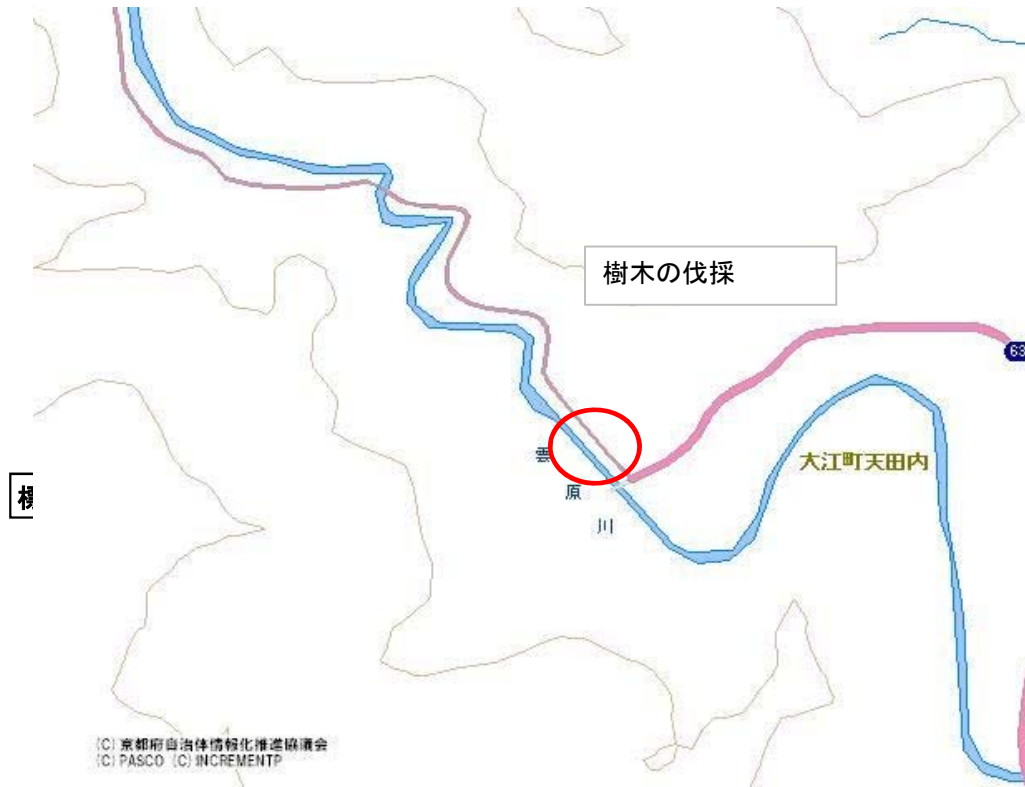 樹木の伐採
63
大江町天田内
雲
原
川
(C) 京都府自治体情報化推進協議会
(C) PASCO (C) INCREMENTP